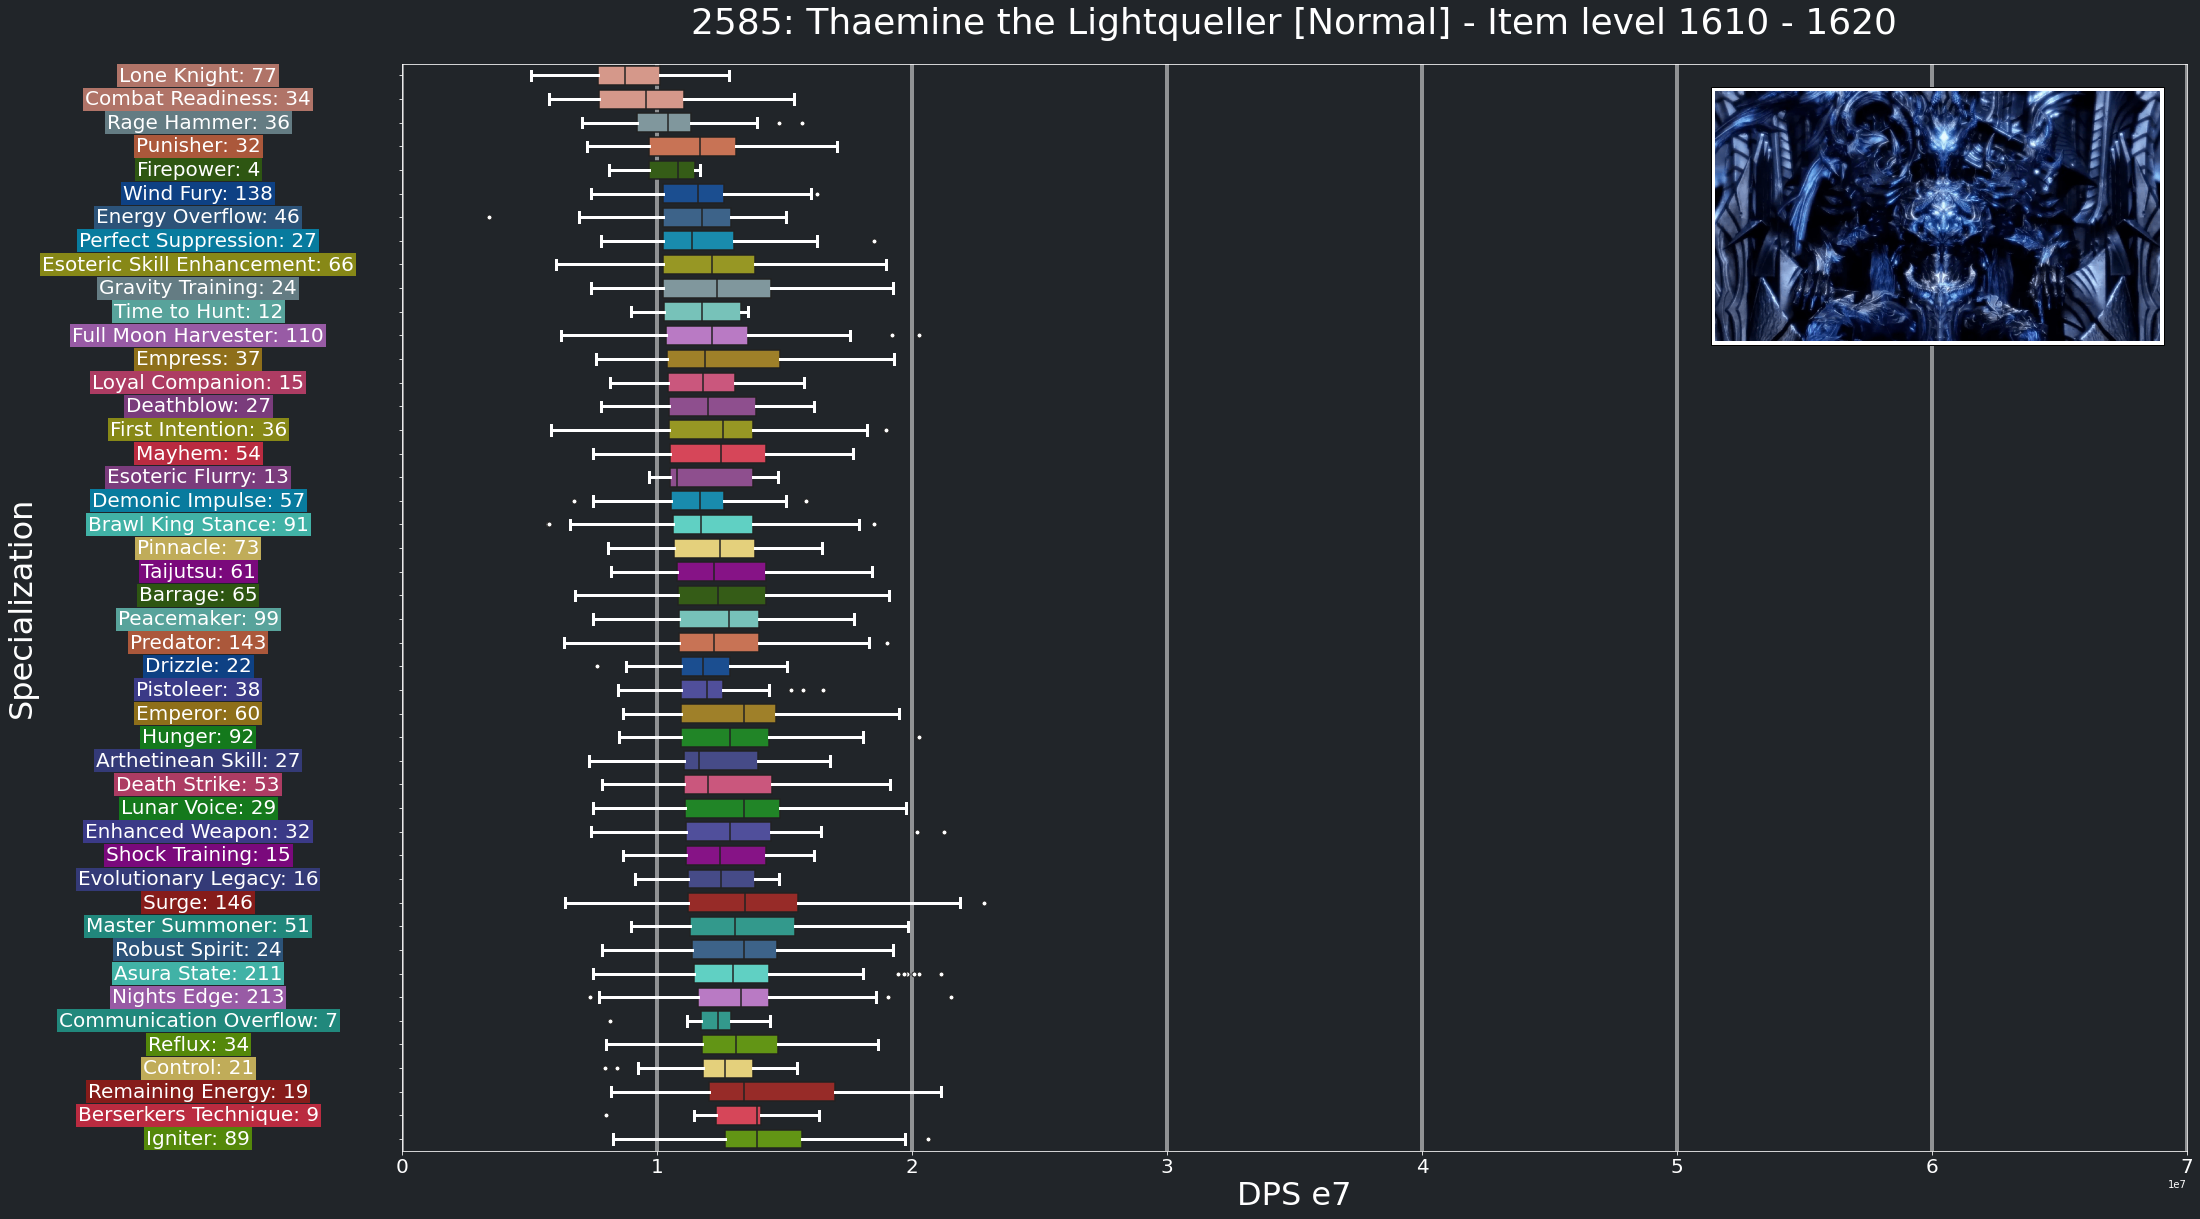 2585: Thaemine the Lightqueller [Normal] - Item level 1610 - 1620
Lone Knight: 77
Combat Readiness: 34
Rage Hammer: 36
Punisher: 32
Firepower: 4
Wind Fury: 138
Energy Overflow: 46
Perfect Suppression: 27
Esoteric Skill Enhancement: 66
Gravity Training: 24
Time to Hunt: 12
Full Moon Harvester: 110
Empress: 37
Loyal Companion: 15
Deathblow: 27
First Intention: 36
Mayhem: 54
Esoteric Flurry: 13
Demonic Impulse: 57
Brawl King Stance: 91
Pinnacle: 73
Taijutsu: 61
Barrage: 65
Peacemaker: 99
Predator: 143
Drizzle: 22
Pistoleer: 38
Emperor: 60
Hunger: 92
Arthetinean Skill: 27
Death Strike: 53
Lunar Voice: 29
Enhanced Weapon: 32
Shock Training: 15
Evolutionary Legacy: 16
Surge: 146
Master Summoner: 51
Robust Spirit: 24
Asura State: 211
Nights Edge: 213
Communication Overflow: 7
Reflux: 34
Control: 21
Remaining Energy: 19
Berserkers Technique: 9
Igniter: 89
Specialization
0 1 2 3 4 5 6 7
1e7
DPS e7